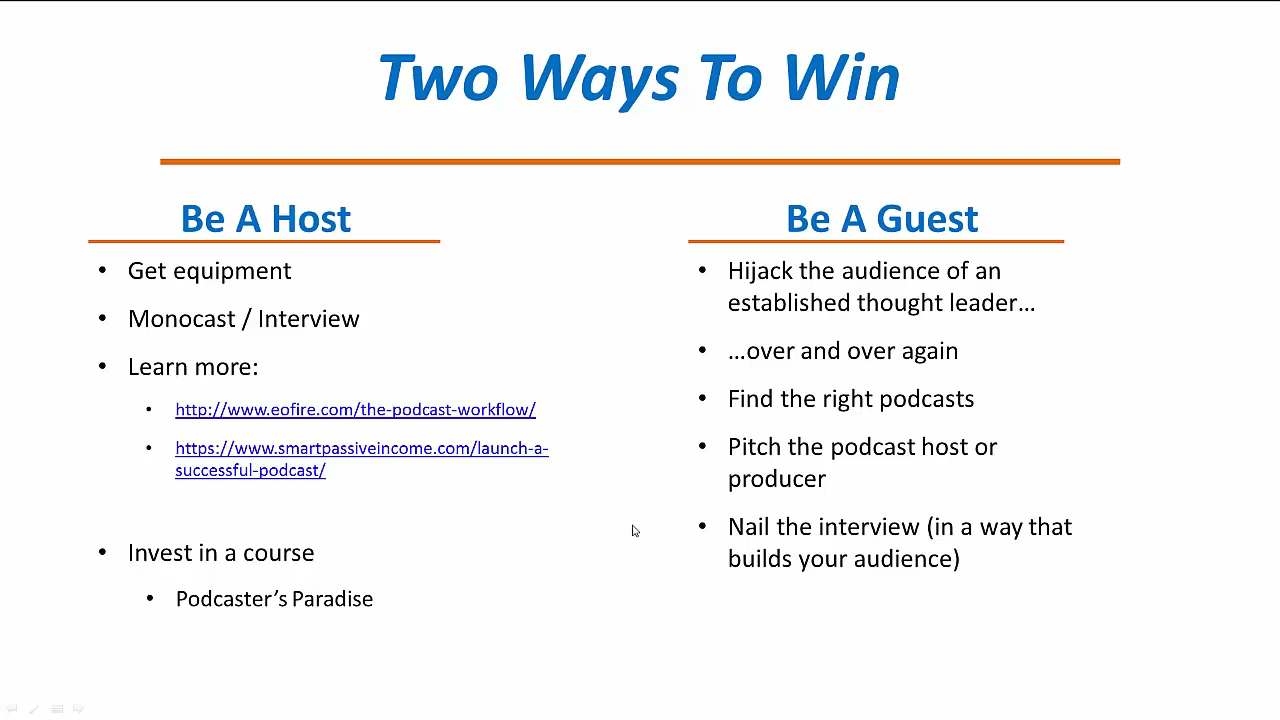 Two Ways To Win
Be A Host
• Get equipment
• Monocast / Interview
• Learn more:
• http://www.eofire.com/the-podcast-workflow/
• https://www.smartpassiveincome.com/launch-a-
successful-podcast/
• Invest in a course
• Podcaster’s Paradise
Be A Guest
• Hijack the audience of an
established thought leader…
• …over and over again
• Find the right podcasts
• Pitch the podcast host or
producer
• Nail the interview (in a way that
builds your audience)